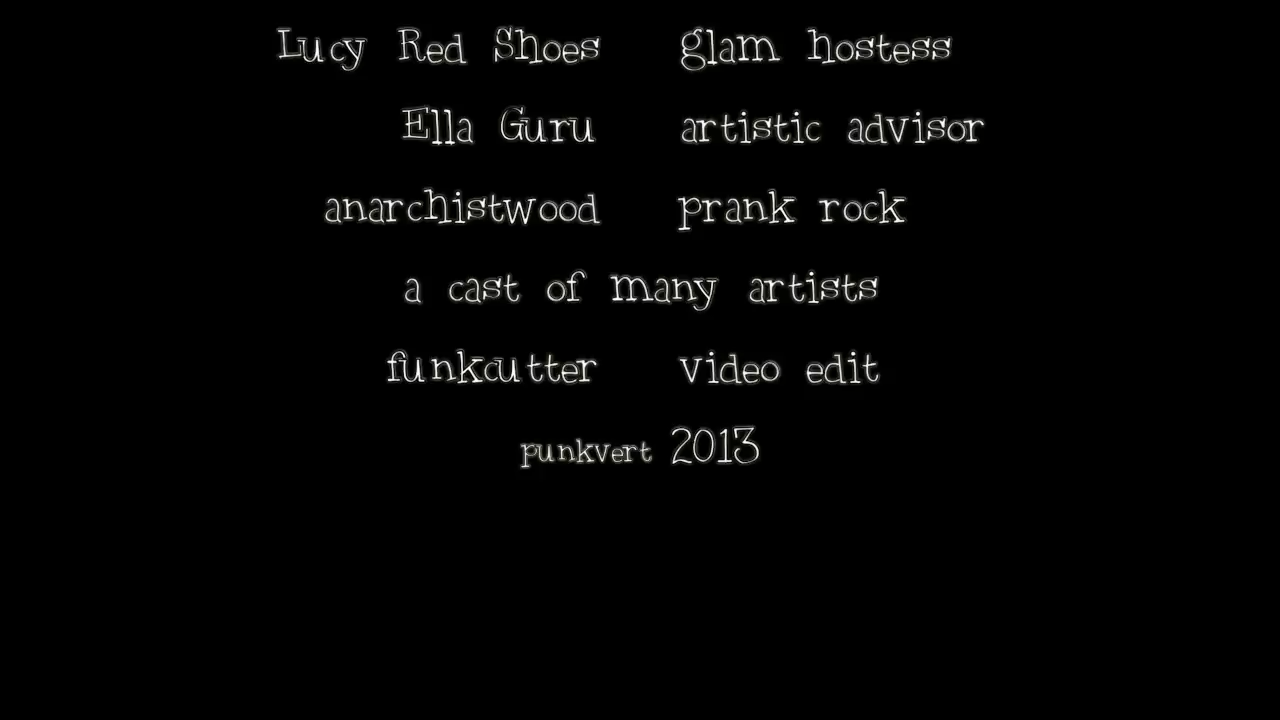 Lucy Red Shoes glam hostess
Ella Guru artistic advisor
anarchistwood prank rock
a cast of many artists
funkcutter video edit
punkvert 2013